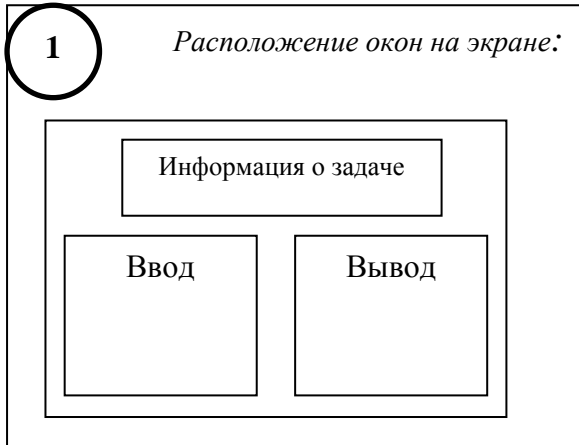 1
Расположение окон на экране:
Информация о задаче
Ввод
Вывод